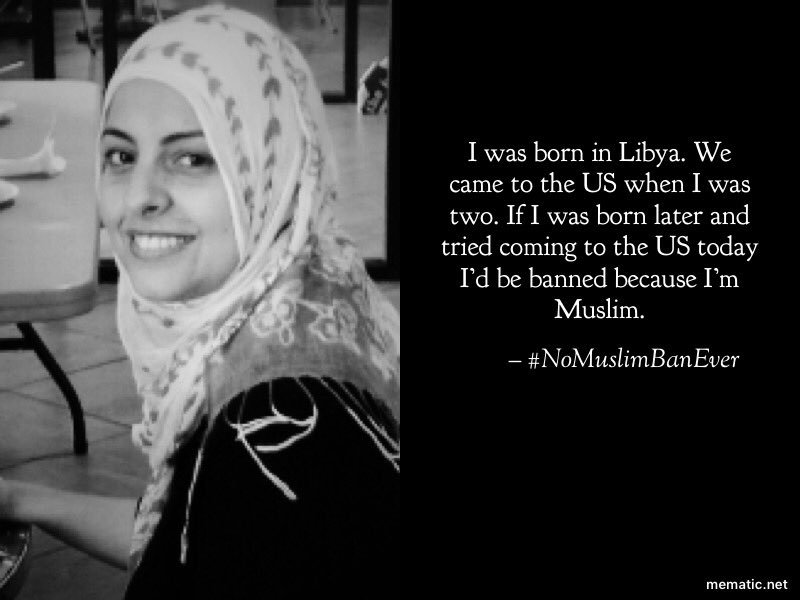 I was born in Libya. We
came to the US when I was
two. If I was born later and
tried coming to the US today
I'd be banned because I'm
Muslim.
– #NoMuslimBanEver
mematic.net